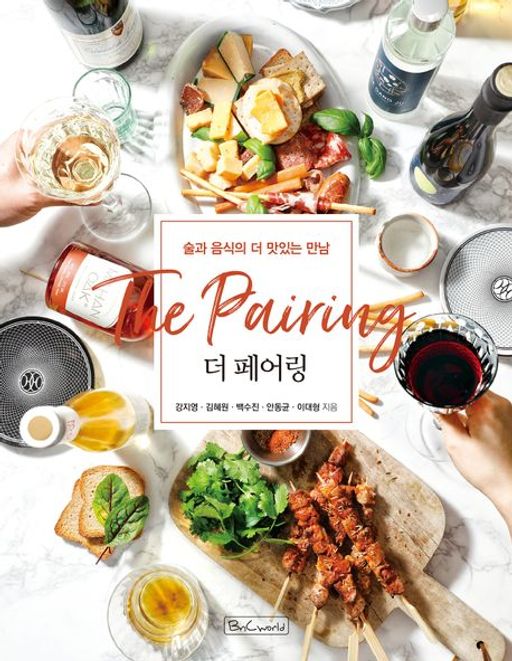 술과 음식의 더 맛있는 만남
The Pairing
더 페어링
강지영 · 김혜원 · 백수진 · 안동균 · 이대형 지음
BnCworld